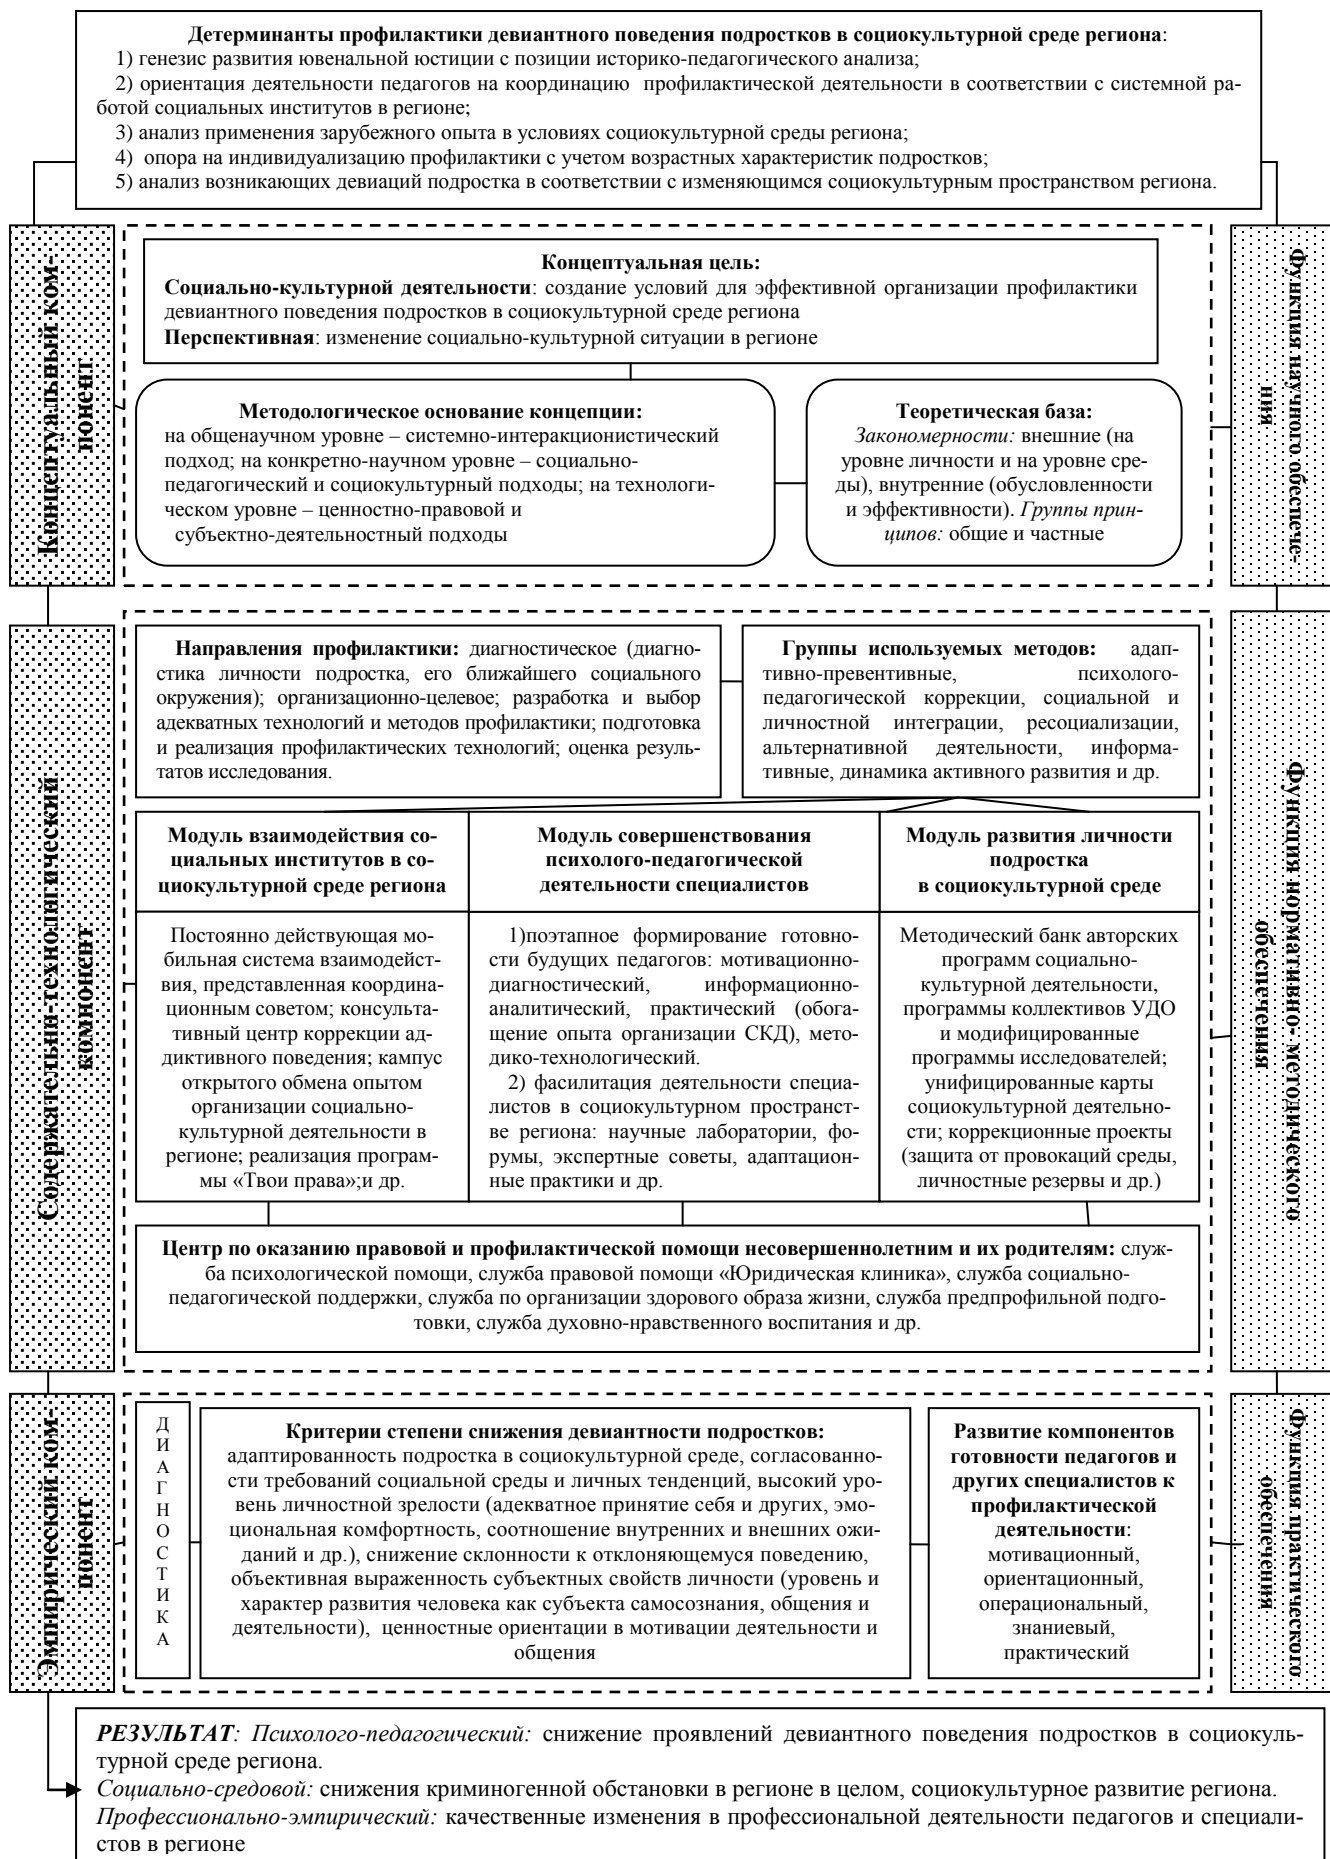 Детерминанты профилактики девиантного поведения подростков в социокультурной среде региона:
1) генезис развития ювенальной юстиции с позиции историко-педагогического анализа;
2) ориентация деятельности педагогов на координацию профилактической деятельности в соответствии с системной ра-
ботой социальных институтов в регионе;
3) анализ применения зарубежного опыта в условиях социокультурной среды региона;
4) опора на индивидуализацию профилактики с учетом возрастных характеристик подростков;
5) анализ возникающих девиаций подростка в соответствии с изменяющимся социокультурным пространством региона.
Концептуальный ком-
понент
Концептуальная цель:
Социально-культурной деятельности: создание условий для эффективной организации профилактики
девиантного поведения подростков в социокультурной среде региона
Перспективная: изменение социально-культурной ситуации в регионе
Методологическое основание концепции:
на общенаучном уровне – системно-интеракционистический
подход; на конкретно-научном уровне – социально-
педагогический и социокультурный подходы; на технологи-
ческом уровне – ценностно-правовой и
субъектно-деятельностный подходы
Теоретическая база:
Закономерности: внешние (на
уровне личности и на уровне сре-
ды), внутренние (обусловленности
и эффективности). Группы прин-
ципов: общие и частные
Функция научного обеспече-
ния
Содержательно-технологический
компонент
Направления профилактики: диагностическое (диагно-
стика личности подростка, его ближайшего социального
окружения); организационно-целевое; разработка и выбор
адекватных технологий и методов профилактики; подготовка
и реализация профилактических технологий; оценка резуль-
татов исследования.
Группы используемых методов: адап-
тивно-превентивные, психолого-
педагогической коррекции, социальной и
личностной интеграции, ресоциализации,
альтернативной деятельности, информа-
тивные, динамика активного развития и др.
Модуль взаимодействия со-
циальных институтов в со-
циокультурной среде региона
Модуль совершенствования
психолого-педагогической
деятельности специалистов
Модуль развития личности
подростка
в социокультурной среде
Постоянно действующая мо-
бильная система взаимодейст-
вия, представленная координа-
ционным советом; консульта-
тивный центр коррекции ад-
диктивного поведения; кампус
открытого обмена опытом
организации социально-
культурной деятельности в
регионе; реализация програм-
мы «Твои права»;и др.
1)поэтапное формирование готовно-
сти будущих педагогов: мотивационно-
диагностический, информационно-
аналитический, практический (обога-
щение опыта организации СКД), мето-
дико-технологический.
2) фасилитация деятельности специа-
листов в социокультурном пространст-
ве региона: научные лаборатории, фо-
румы, экспертные советы, адаптацион-
ные практики и др.
Методический банк авторских
программ социально-
культурной деятельности,
программы коллективов УДО
и модифицированные
программы исследователей;
унифицированные карты
социокультурной деятельно-
сти; коррекционные проекты
(защита от провокаций среды,
личностные резервы и др.)
Центр по оказанию правовой и профилактической помощи несовершеннолетним и их родителям: служ-
ба психологической помощи, служба правовой помощи «Юридическая клиника», служба социально-
педагогической поддержки, служба по организации здорового образа жизни, служба предпрофильной подго-
товки, служба духовно-нравственного воспитания и др.
Функция нормативно- методического
обеспечения
Эмпирический ком-
понент
ДИАГНОСТИКА
Критерии степени снижения девиантности подростков:
адаптированность подростка в социокультурной среде, согласованно-
сти требований социальной среды и личных тенденций, высокий уро-
вень личностной зрелости (адекватное принятие себя и других, эмо-
циональная комфортность, соотношение внутренних и внешних ожи-
даний и др.), снижение склонности к отклоняющемуся поведению,
объективная выраженность субъектных свойств личности (уровень и
характер развития человека как субъекта самосознания, общения и
деятельности), ценностные ориентации в мотивации деятельности и
общения
Развитие компонентов
готовности педагогов и
других специалистов к
профилактической
деятельности:
мотивационный,
ориентационный,
операциональный,
знаниевый,
практический
Функция практического
обеспечения
РЕЗУЛЬТАТ: Психолого-педагогический: снижение проявлений девиантного поведения подростков в социокуль-
турной среде региона.
Социально-средовой: снижения криминогенной обстановки в регионе в целом, социокультурное развитие региона.
Профессионально-эмпирический: качественные изменения в профессиональной деятельности педагогов и специали-
стов в регионе